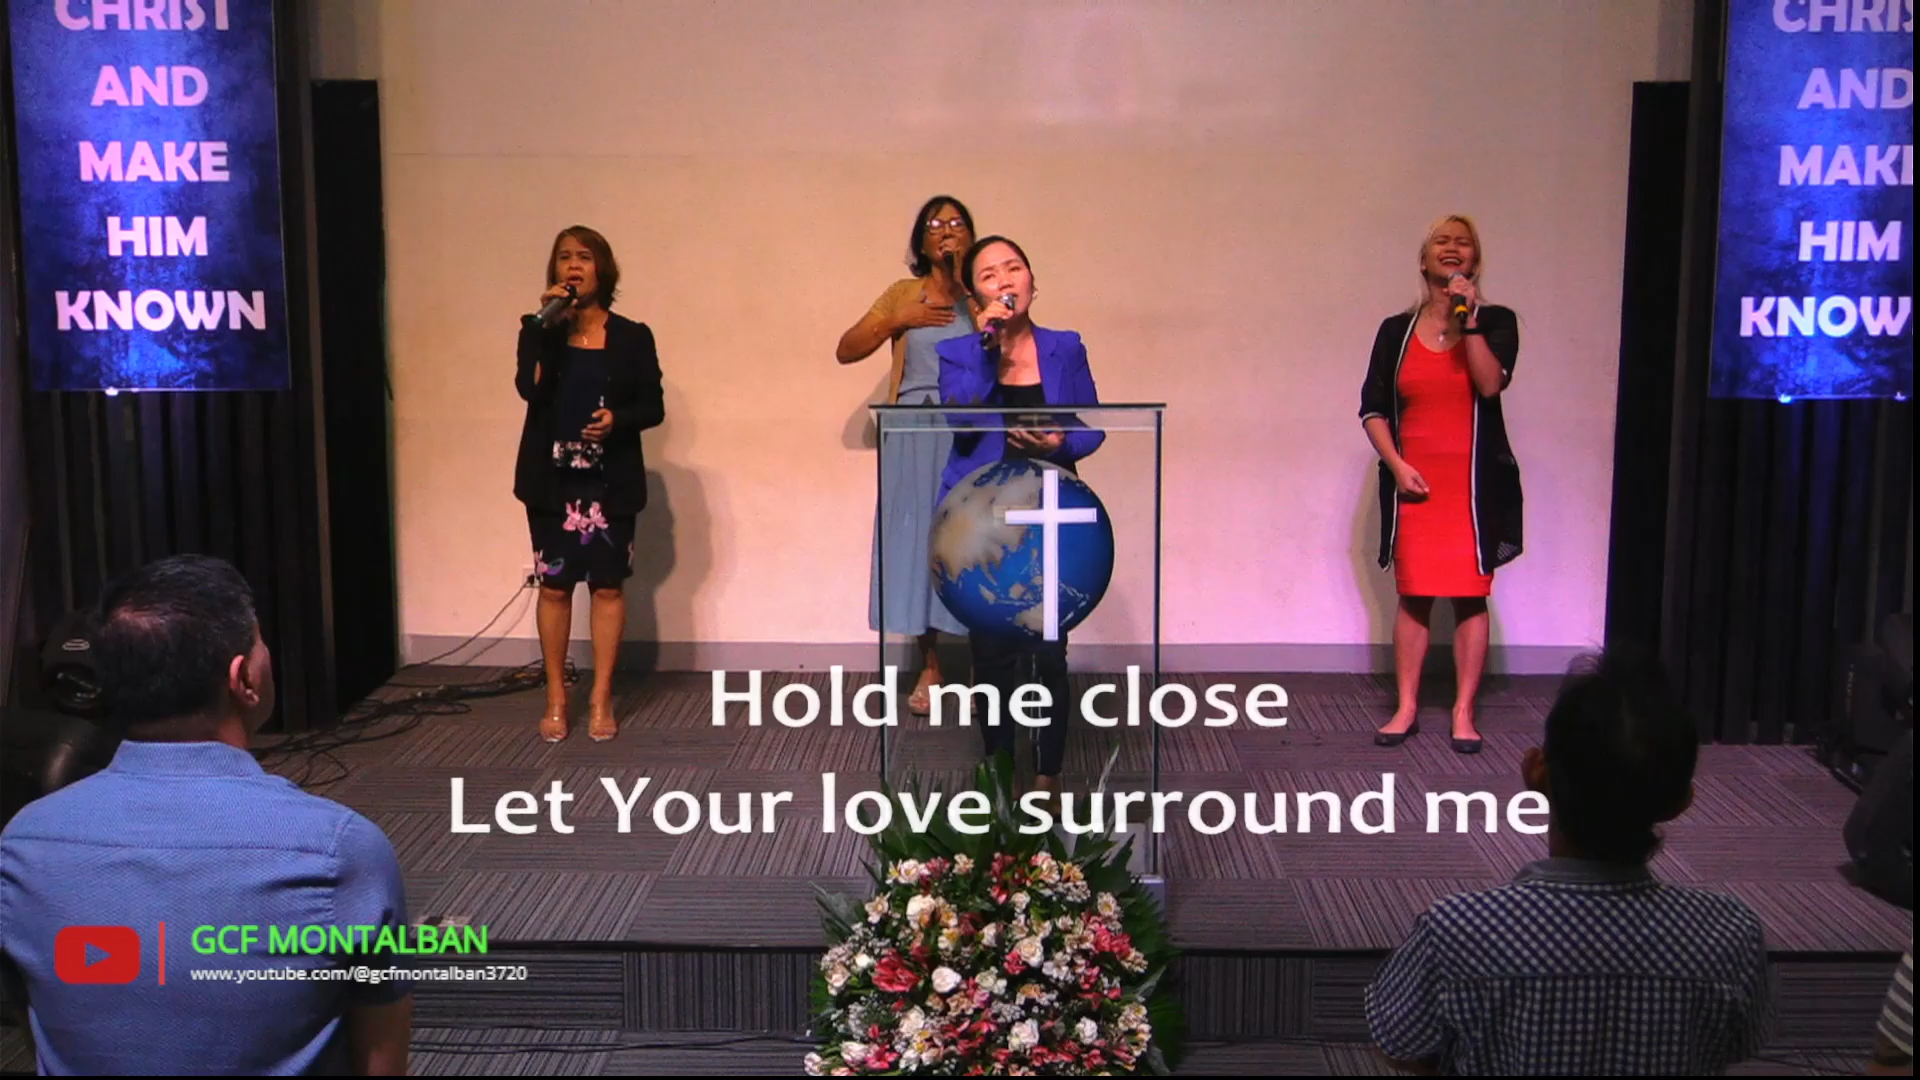 CHRIST
AND
MAKE
HIM
KNOWN
AND
HIM
Hold me close
Let Your love surround me
GCF MONTALBAN
www.youtube.com/@gcfmontalban3720